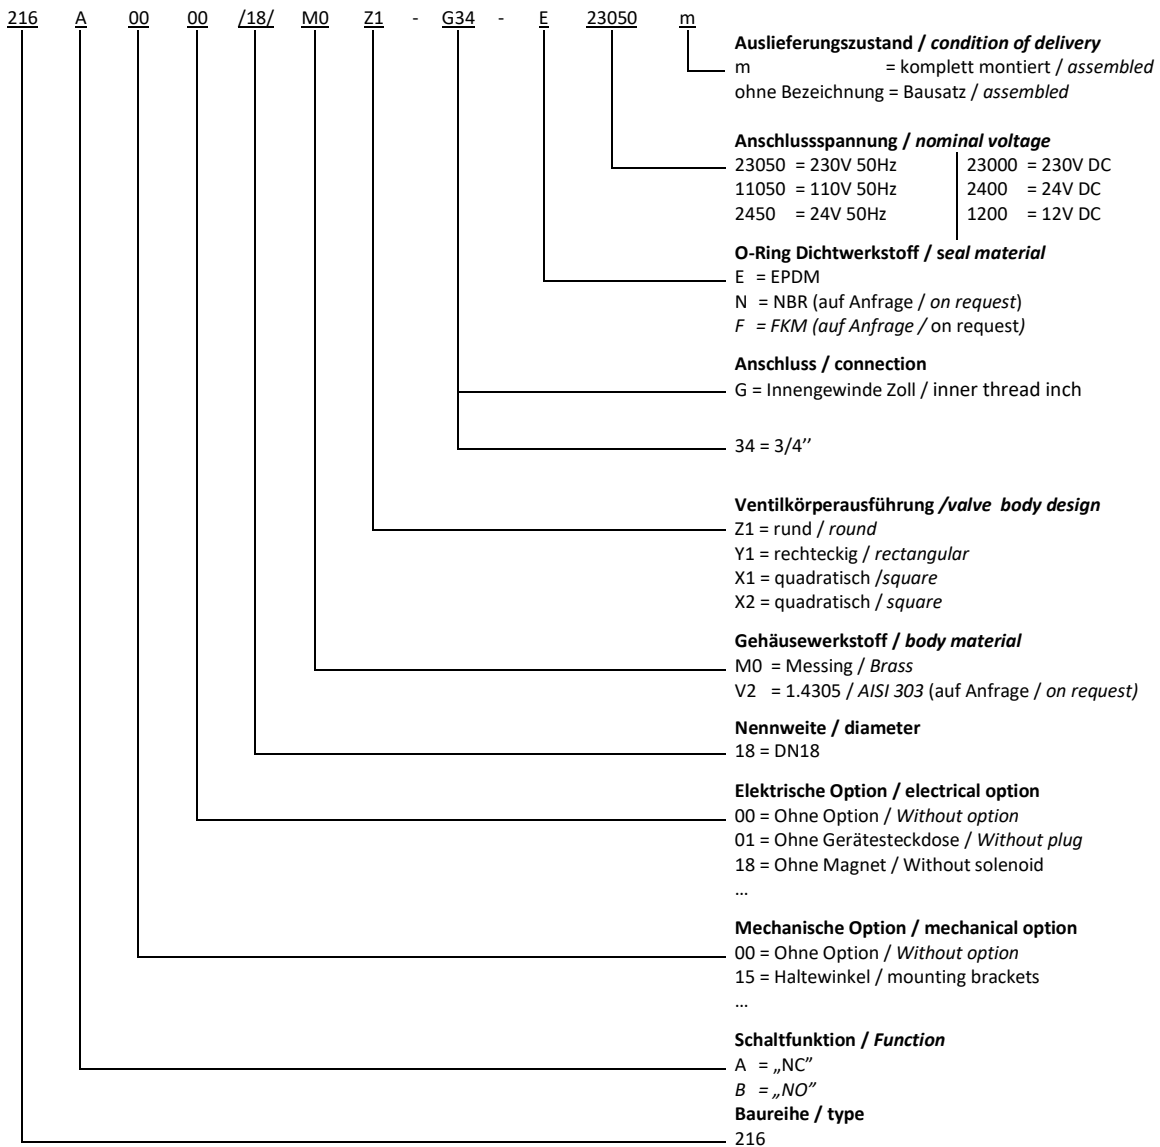 216 A 00 00 /18/ M0 Z1 - G34 - E 23050 m
Auslieferungszustand / condition of delivery
m = komplett montiert / assembled
ohne Bezeichnung = Bausatz / assembled
Anschlussspannung / nominal voltage
23050 = 230V 50Hz 23000 = 230V DC
11050 = 110V 50Hz 2400 = 24V DC
2450 = 24V 50Hz 1200 = 12V DC
O-Ring Dichtwerkstoff / seal material
E = EPDM
N = NBR (auf Anfrage / on request)
F = FKM (auf Anfrage / on request)
Anschluss / connection
G = Innengewinde Zoll / inner thread inch
34 = 3/4’’
Ventilkörperausführung /valve body design
Z1 = rund / round
Y1 = rechteckig / rectangular
X1 = quadratisch /square
X2 = quadratisch / square
Gehäusewerkstoff / body material
M0 = Messing / Brass
V2 = 1.4305 / AISI 303 (auf Anfrage / on request)
Nennweite / diameter
18 = DN18
Elektrische Option / electrical option
00 = Ohne Option / Without option
01 = Ohne Gerätesteckdose / Without plug
18 = Ohne Magnet / Without solenoid
...
Mechanische Option / mechanical option
00 = Ohne Option / Without option
15 = Haltewinkel / mounting brackets
...
Schaltfunktion / Function
A = „NC”
B = „NO”
Baureihe / type
216